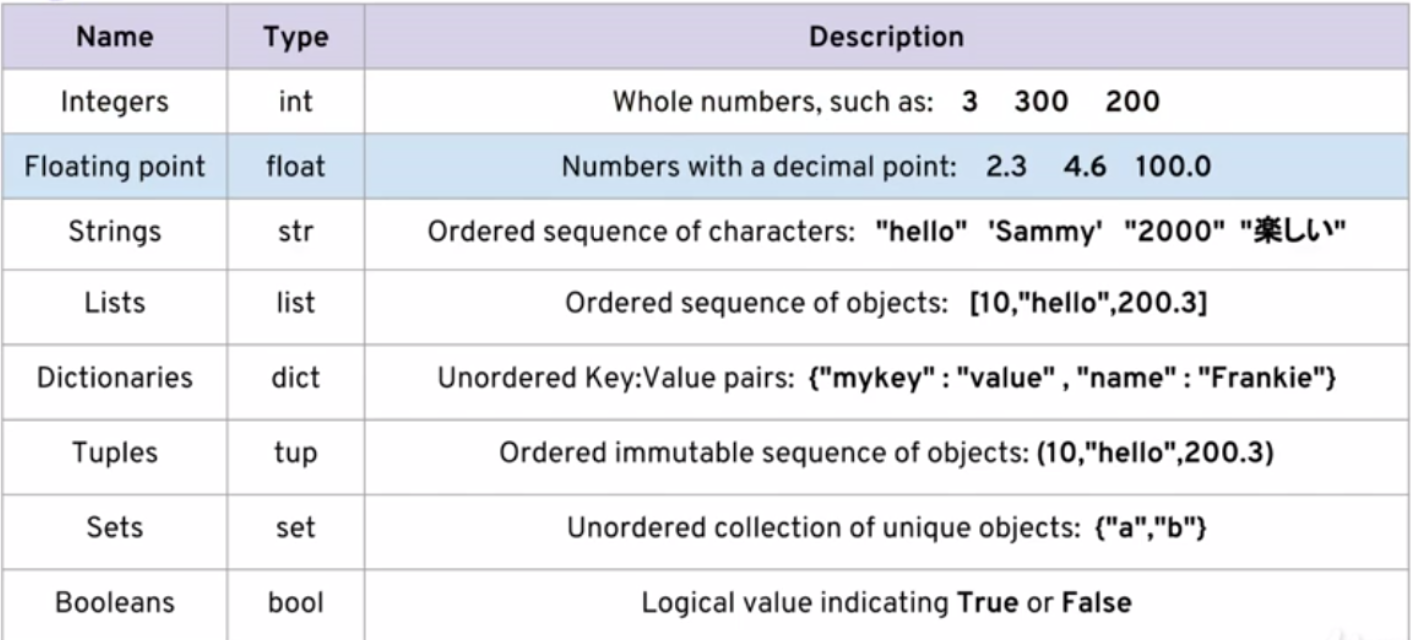 Name Type Description
Integers int Whole numbers, such as: 3 300 200
Floating point float Numbers with a decimal point: 2.3 4.6 100.0
Strings str Ordered sequence of characters: "hello" 'Sammy' "2000" "楽しい"
Lists list Ordered sequence of objects: [10,"hello",200.3]
Dictionaries dict Unordered Key:Value pairs: {"mykey" : "value" , "name" : "Frankie"}
Tuples tup Ordered immutable sequence of objects: (10,"hello",200.3)
Sets set Unordered collection of unique objects: {"a","b"}
Booleans bool Logical value indicating True or False